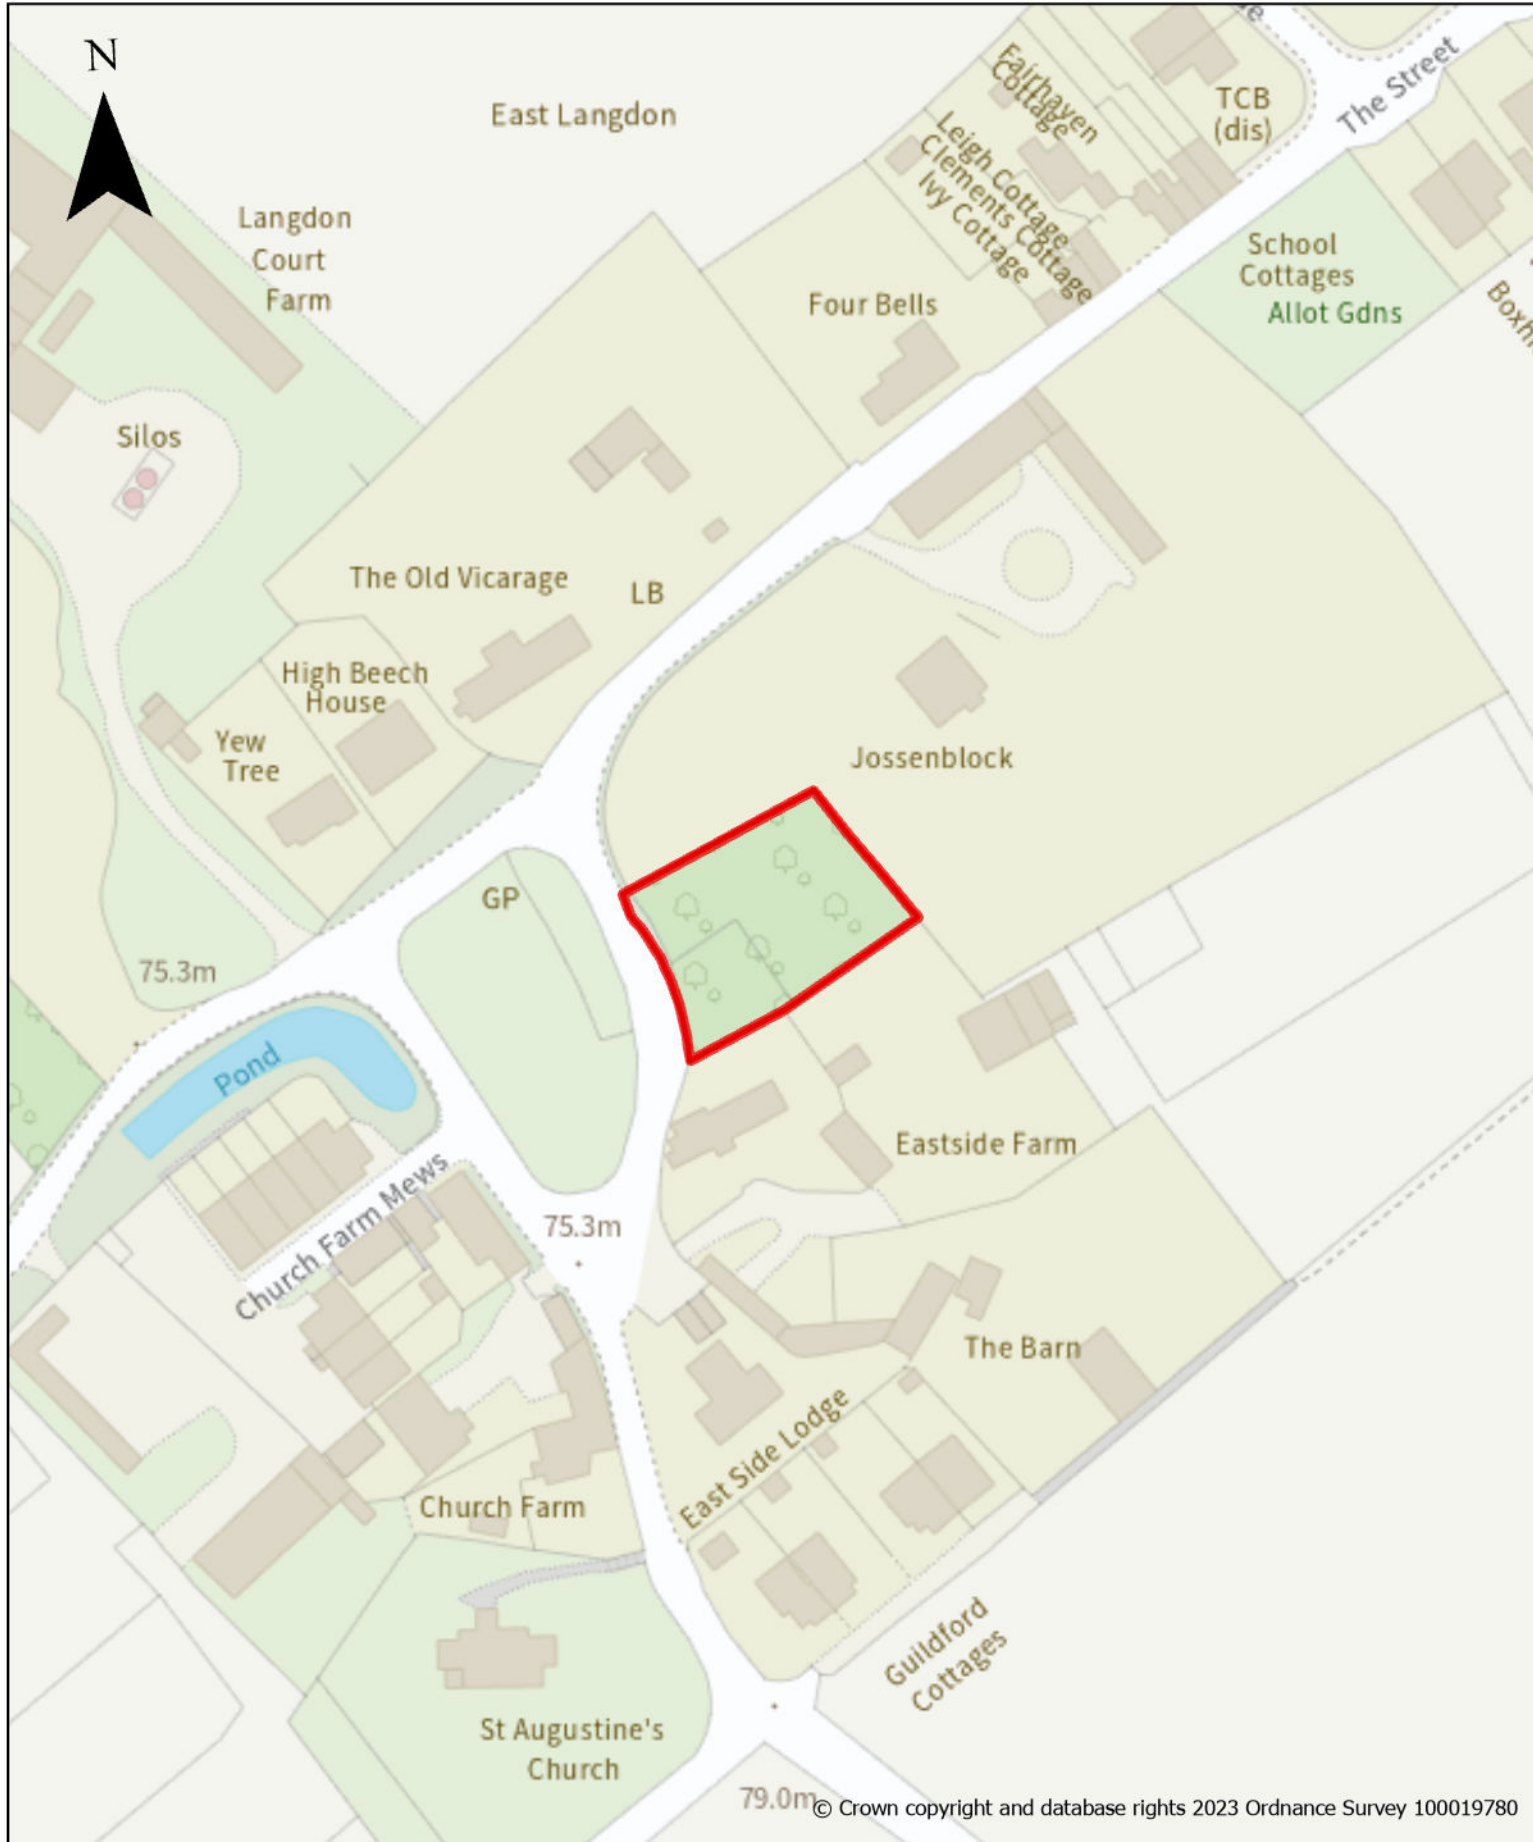 N
East Langdon
Fairhaven
Cottage
TCB
(dis)
The Street
Leigh Cottage
Clements Cottage
Ivy Cottage
Langdon
Court
Farm
School
Cottages
Allot Gdns
Four Bells
Silos
The Old Vicarage
LB
High Beech
House
Yew
Tree
Jossenblock
GP
75.3m
Pond
Eastside Farm
Church Farm Mews
75.3m
The Barn
East Side Lodge
Church Farm
Guildford
Cottages
St Augustine's
Church
79.0m
© Crown copyright and database rights 2023 Ordnance Survey 100019780